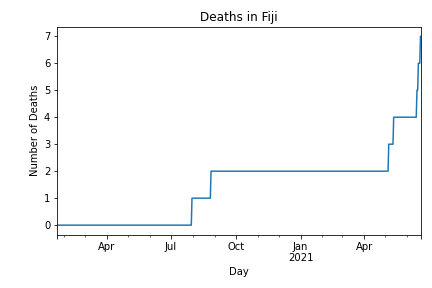 Deaths in Fiji
Number of Deaths
7
6
5
4
3
2
1
0
Apr
Jul
Oct
Jan
2021
Apr
Day